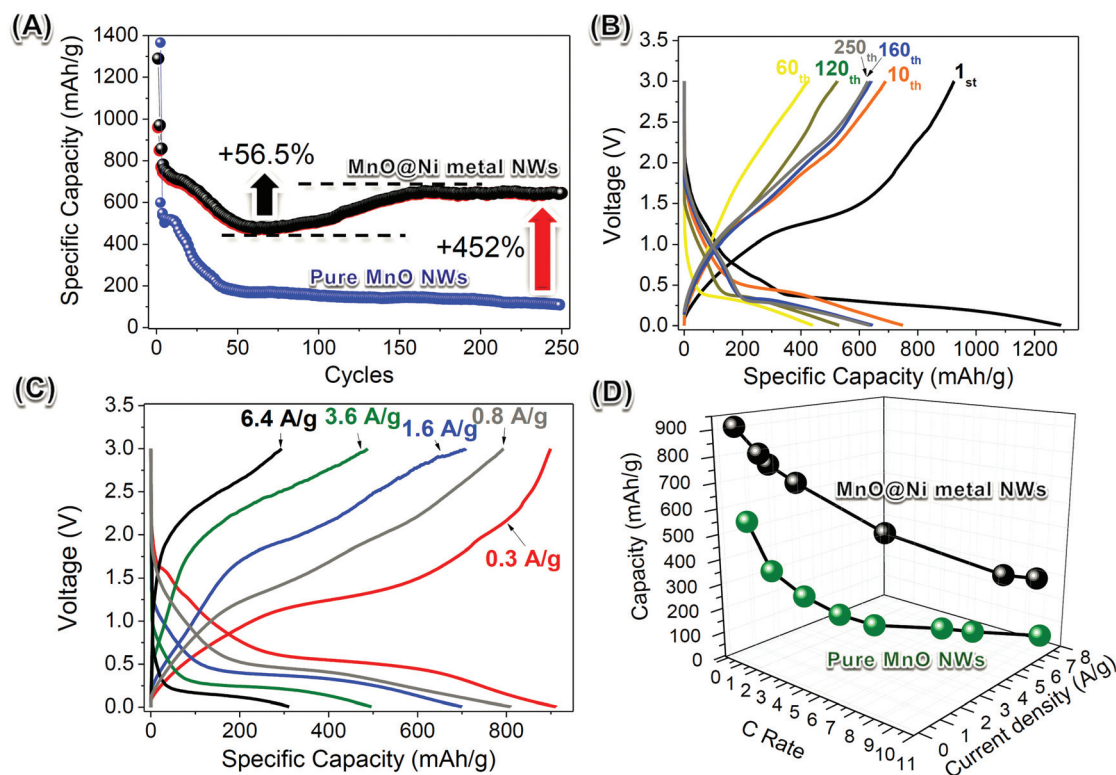 (A)
1400
1200
1000
800
600
400
200
0
Specific Capacity (mAh/g)
+56.5%
MnO@Ni metal NWs
+452%
Pure MnO NWs
0 50 100 150 200 250
Cycles
(B)
3.5
3.0
2.5
2.0
1.5
1.0
0.5
0.0
Voltage (V)
60th 120th 250th 160th 10th 1st
0 200 400 600 800 1000 1200
Specific Capacity (mAh/g)
(C)
3.5
3.0
2.5
2.0
1.5
1.0
0.5
0.0
Voltage (V)
6.4 A/g 3.6 A/g 1.6 A/g 0.8 A/g
0.3 A/g
0 200 400 600 800
Specific Capacity (mAh/g)
(D)
900
800
700
600
500
400
300
200
100
0
Capacity (mAh/g)
MnO@Ni metal NWs
Pure MnO NWs
0 1 2 3 4 5 6 7 8 9 10 11
C Rate
0 1 2 3 4 5 6 7 8
Current density (A/g)